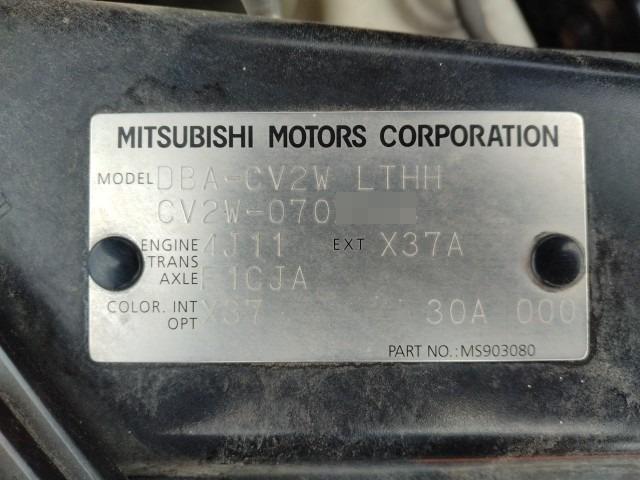 MITSUBISHI MOTORS CORPORATION
MODEL DBA-CV2W LTHH
CV2W-070
ENGINE 4J11 EXT X37A
TRANS
AXLE F1CJA
COLOR. INT X37 30A 000
OPT
PART NO.:MS903080